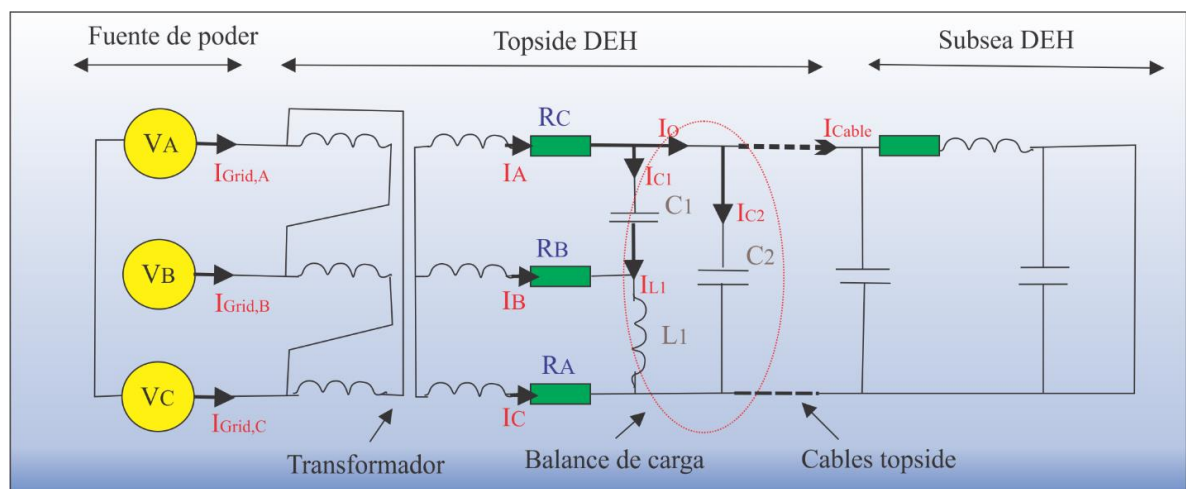 Fuente de poder
Topside DEH
Subsea DEH
VA
IGrid,A
IA
RC
IO
IC1
C1
IC2
C2
ICable
VB
IGrid,B
IB
RB
IL1
L1
VC
IGrid,C
IC
RA
Transformador
Balance de carga
Cables topside